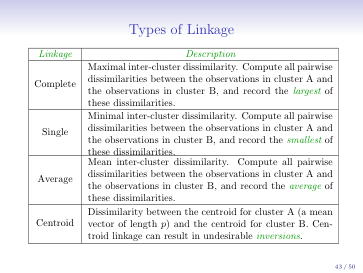 Types of Linkage
Linkage Description
Complete
Maximal inter-cluster dissimilarity. Compute all pairwise
dissimilarities between the observations in cluster A and
the observations in cluster B, and record the largest of
these dissimilarities.
Single
Minimal inter-cluster dissimilarity. Compute all pairwise
dissimilarities between the observations in cluster A and
the observations in cluster B, and record the smallest of
these dissimilarities.
Average
Mean inter-cluster dissimilarity. Compute all pairwise
dissimilarities between the observations in cluster A and
the observations in cluster B, and record the average of
these dissimilarities.
Centroid
Dissimilarity between the centroid for cluster A (a mean
vector of length p) and the centroid for cluster B. Cen-
troid linkage can result in undesirable inversions.
43 / 50